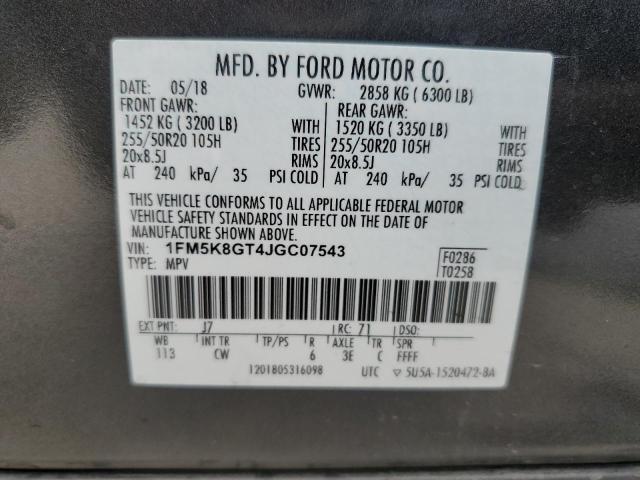 MFD. BY FORD MOTOR CO.
DATE: 05/18 GVWR: 2858 KG ( 6300 LB)
FRONT GAWR: REAR GAWR:
1452 KG ( 3200 LB) WITH 1520 KG ( 3350 LB) WITH
255/50R20 105H TIRES 255/50R20 105H TIRES
20x8.5J RIMS 20x8.5J RIMS
AT 240 kPa/ 35 PSI COLD AT 240 kPa/ 35 PSI COLD
THIS VEHICLE CONFORMS TO ALL APPLICABLE FEDERAL MOTOR
VEHICLE SAFETY STANDARDS IN EFFECT ON THE DATE OF
MANUFACTURE SHOWN ABOVE.
VIN: 1FM5K8GT4JGC07543 F0286
TYPE: MPV T0258
EXT PNT: J7 RC: 71 DSO:
WB INT TR TP/PS R AXLE TR SPR
113 CW 6 3E C FFFF
1201805316098 UTC ▽ 5U5A-1520472-BA